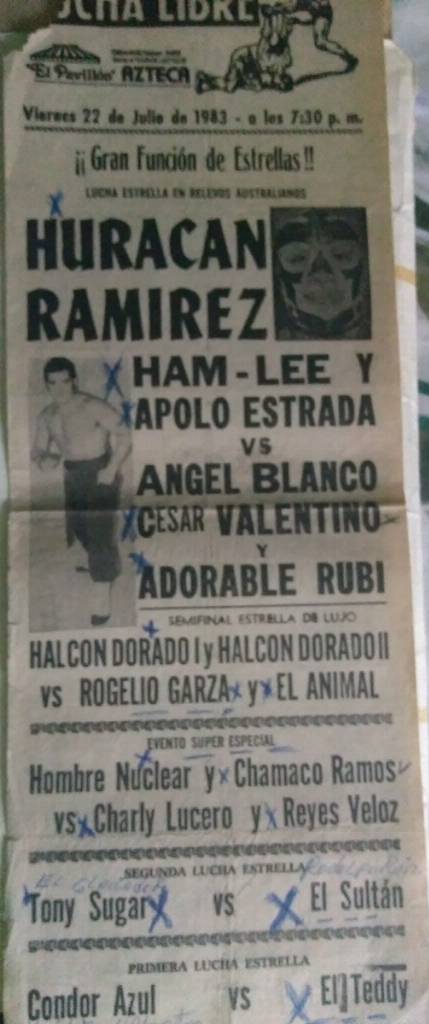 LUCHA LIBRE
"El Pavillón" AZTECA
Viernes 22 de Julio de 1983 - a las 7:30 p. m.
¡¡Gran Función de Estrellas!!
LUCHA ESTRELLA EN RELEVOS AUSTRALIANOS
HURACAN
RAMIREZ
HAM-LEE Y
APOLO ESTRADA
VS
ANGEL BLANCO
CESAR VALENTINO
Y
ADORABLE RUBI
SEMIFINAL ESTRELLA DE LUJO
HALCON DORADO I y HALCON DORADO II
VS ROGELIO GARZA y EL ANIMAL
EVENTO SUPER ESPECIAL
Hombre Nuclear y Chamaco Ramos
VS Charly Lucero y Reyes Veloz
SEGUNDA LUCHA ESTRELLA
Tony Sugar VS El Sultán
PRIMERA LUCHA ESTRELLA
Condor Azul VS El Teddy